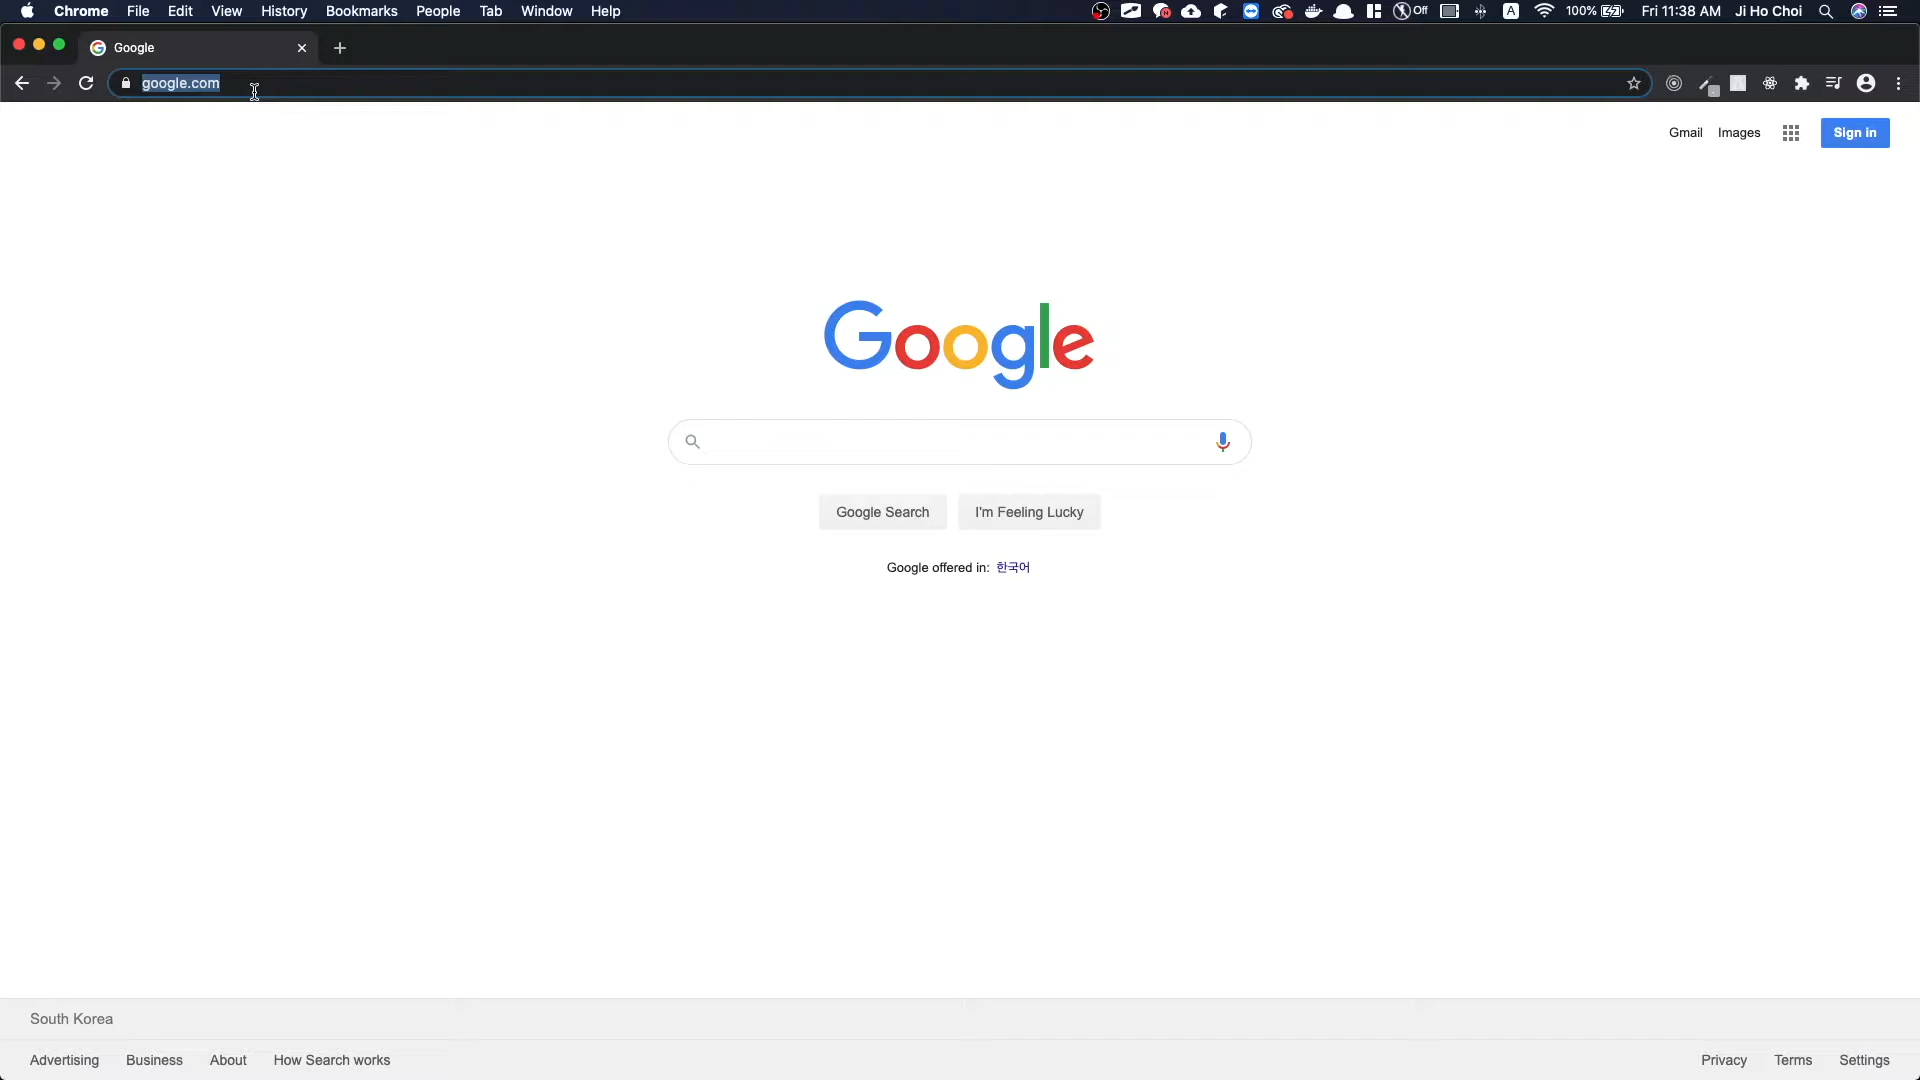 Chrome File Edit View History Bookmarks People Tab Window Help Off A 100% Fri 11:38 AM Ji Ho Choi
Google
google.com
Gmail Images Sign in
Google
Google Search I'm Feeling Lucky
Google offered in: 한국어
South Korea
Advertising Business About How Search works Privacy Terms Settings